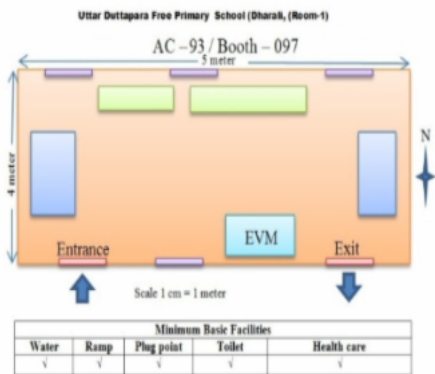 Uttar Duttapara Free Primary School (Dharali, (Room-1)
AC – 93 / Booth – 097
5 meter
4 meter
N
EVM
Entrance
Exit
Scale 1 cm = 1 meter
Minimum Basic Facilities
Water Ramp Plug point Toilet Health care
√ √ √ √ √